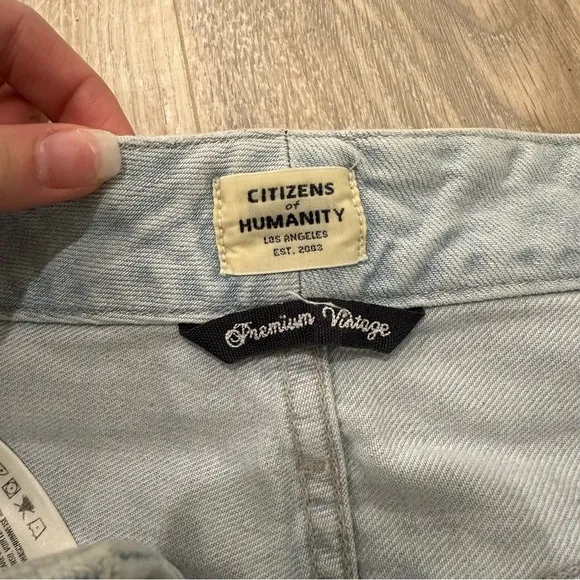 CITIZENS
of
HUMANITY
LOS ANGELES
EST. 2003
Premium Vintage